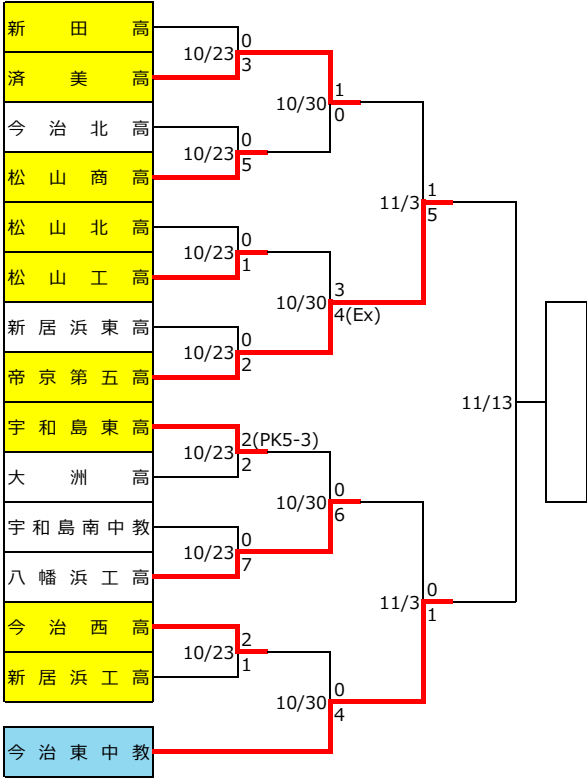 新田高
済美高
今治北高
松山商高
松山北高
松山工高
新居浜東高
帝京第五高
宇和島東高
大洲高
宇和島南中教
八幡浜工高
今治西高
新居浜工高
今治東中教
10/23
0
3
10/23
0
5
10/23
0
1
10/23
0
2
10/23
2(PK5-3)
2
10/23
0
7
10/23
2
1
10/30
1
0
10/30
3
4(Ex)
10/30
0
6
10/30
0
4
11/3
1
5
11/3
0
1
11/13